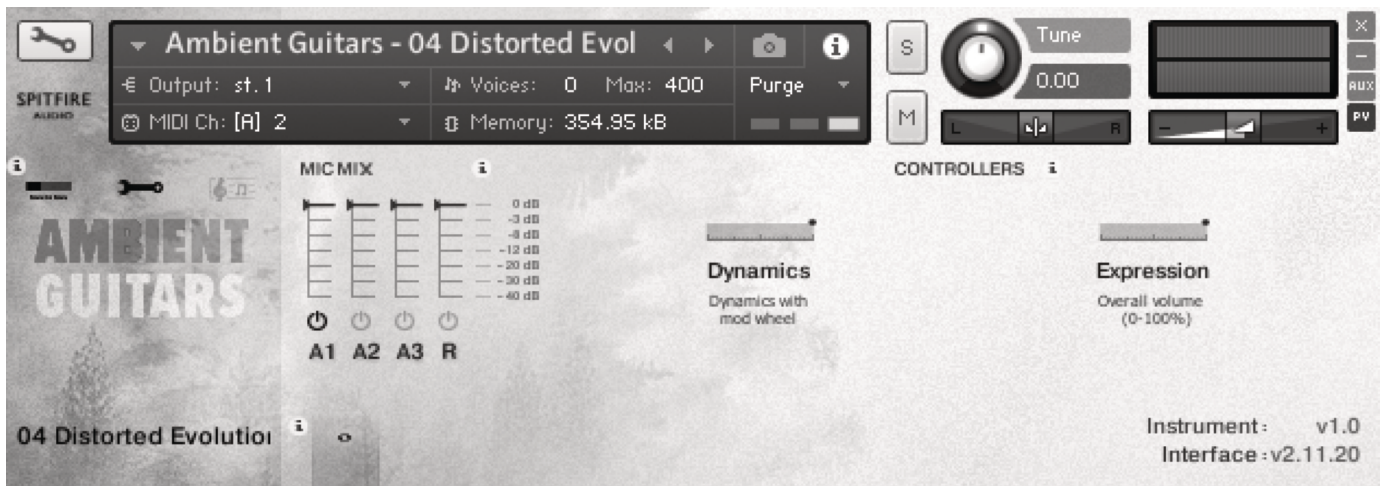 Ambient Guitars - 04 Distorted Evol
S
Tune
0.00
SPITFIRE
AUDIO
Output: st.1
Voices: 0 Max: 400
Purge
AUX
MIDI Ch: [A] 2
Memory: 354.95 kB
M
L
R
-
+
PV
MIC MIX
CONTROLLERS
AMBIENT
GUITARS
0 dB
-3 dB
-6 dB
-12 dB
-20 dB
-30 dB
-40 dB
A1 A2 A3 R
Dynamics
Dynamics with
mod wheel
Expression
Overall volume
(0-100%)
04 Distorted Evolution
Instrument: v1.0
Interface :v2.11.20